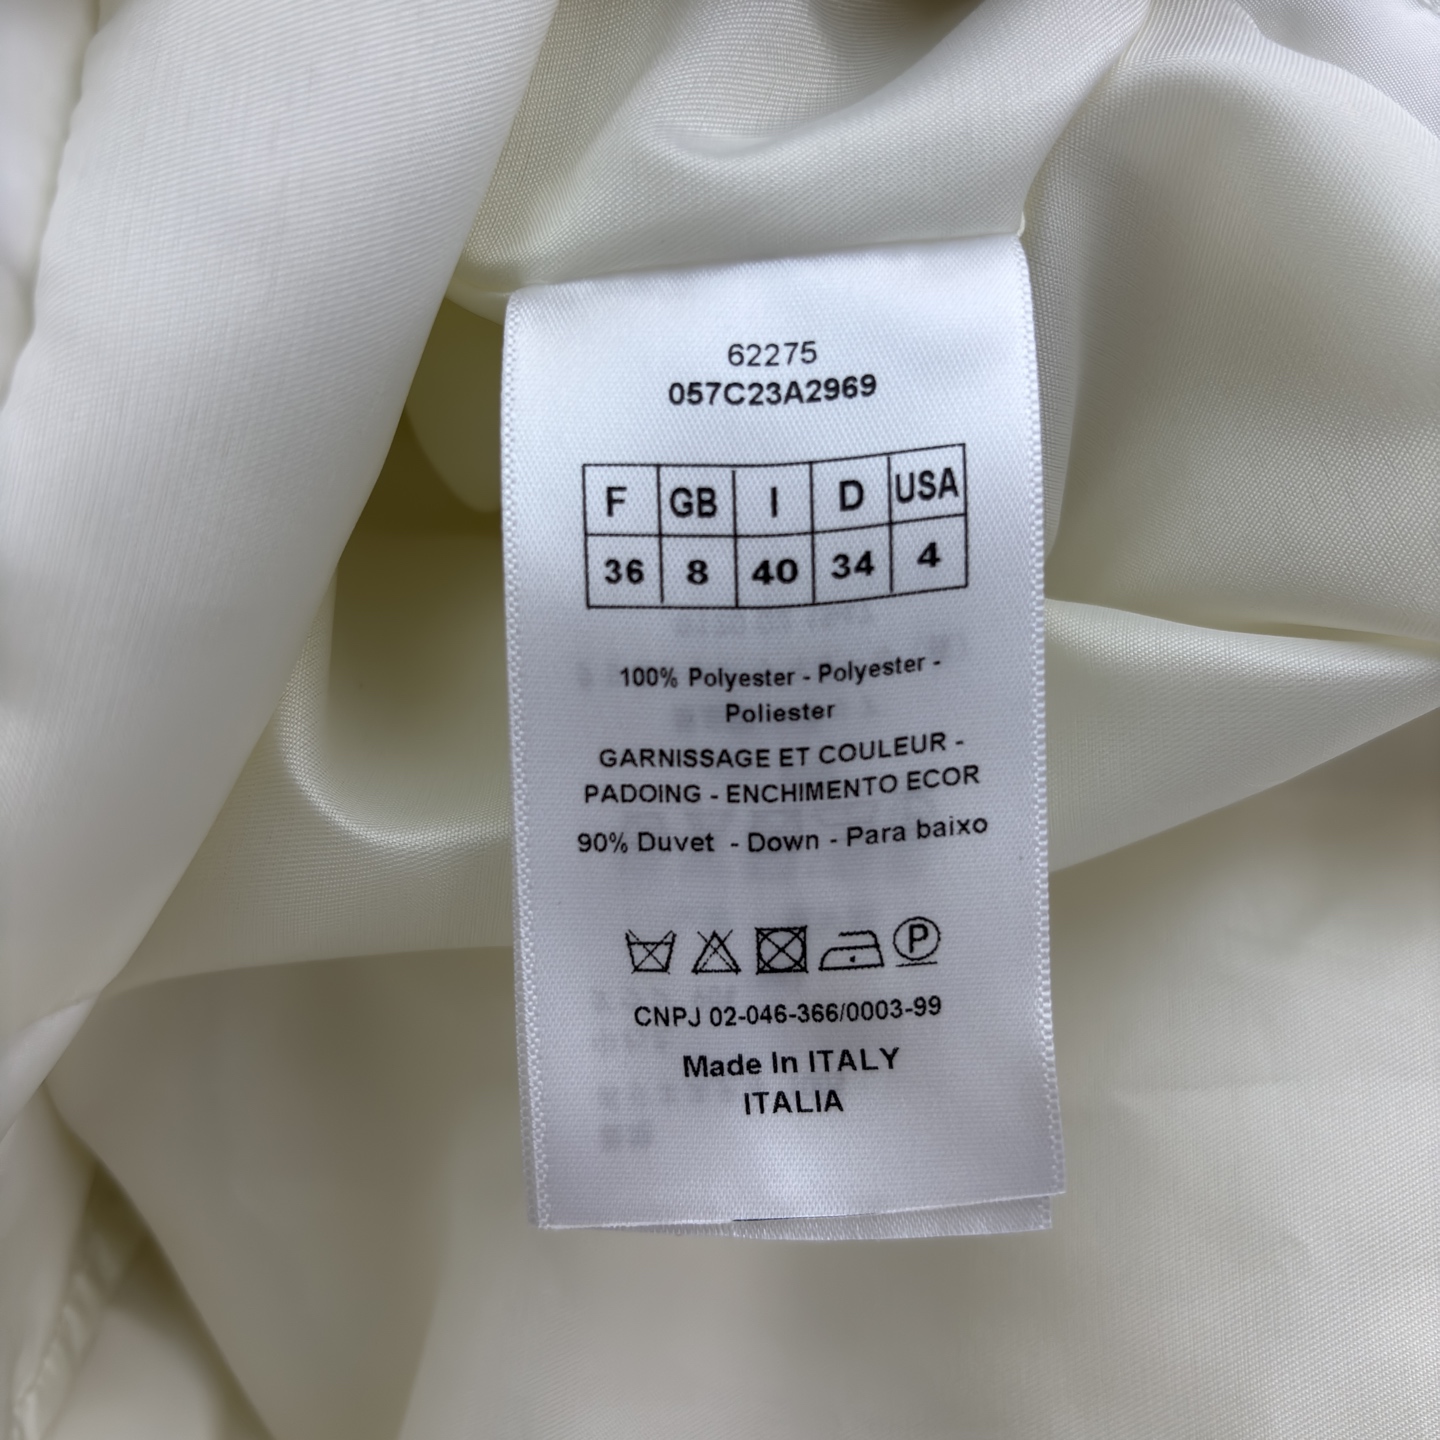 62275
057C23A2969
F GB I D USA
36 8 40 34 4
100% Polyester - Polyester -
Poliester
GARNISSAGE ET COULEUR -
PADOING - ENCHIMENTO ECOR
90% Duvet - Down - Para baixo
P
CNPJ 02-046-366/0003-99
Made In ITALY
ITALIA